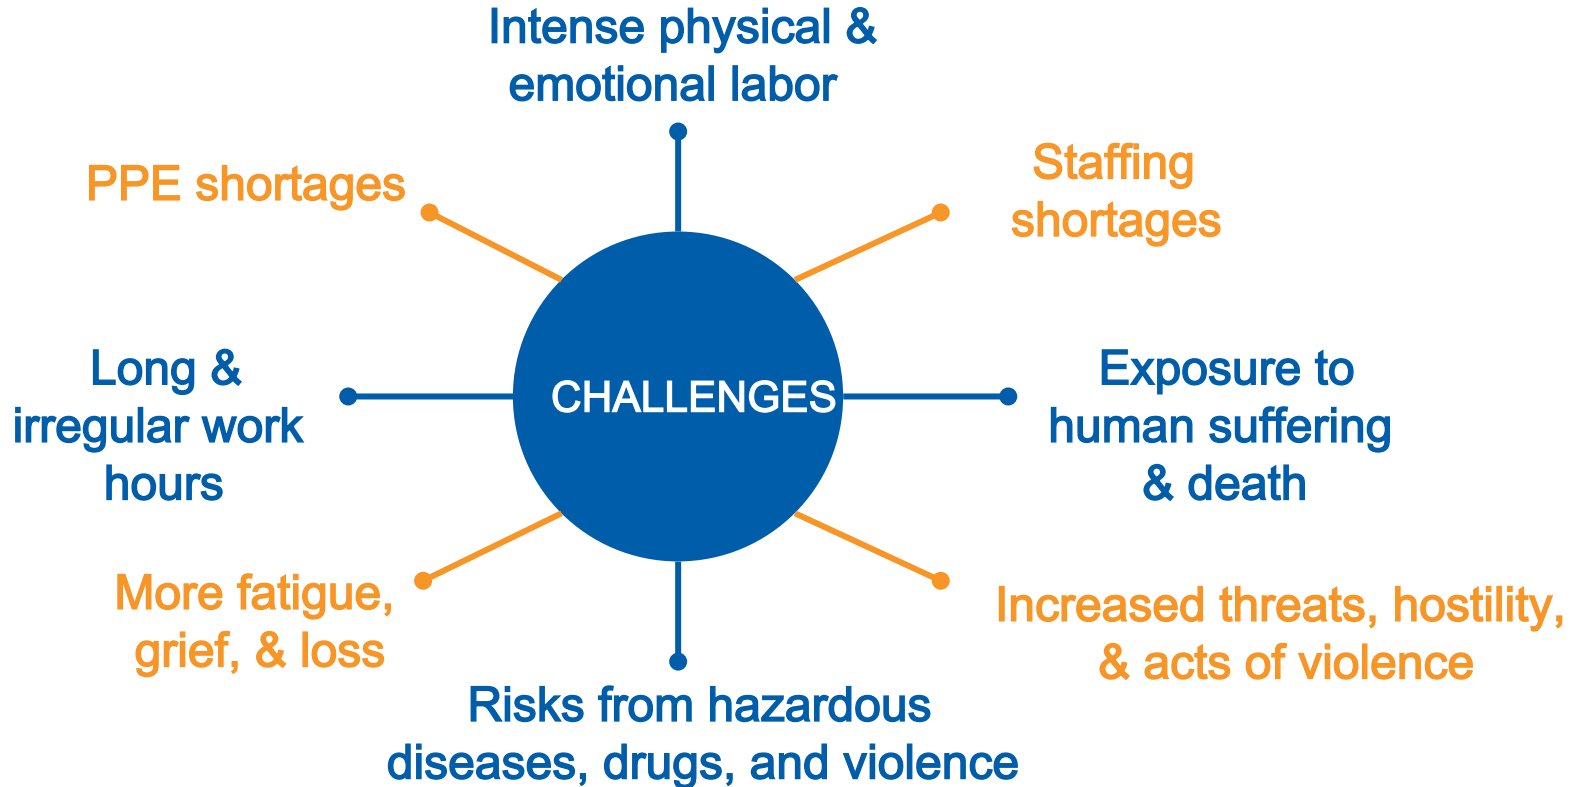 Intense physical &
emotional labor
PPE shortages
Staffing
shortages
Long &
irregular work
hours
CHALLENGES
Exposure to
human suffering
& death
More fatigue,
grief, & loss
Increased threats, hostility,
& acts of violence
Risks from hazardous
diseases, drugs, and violence